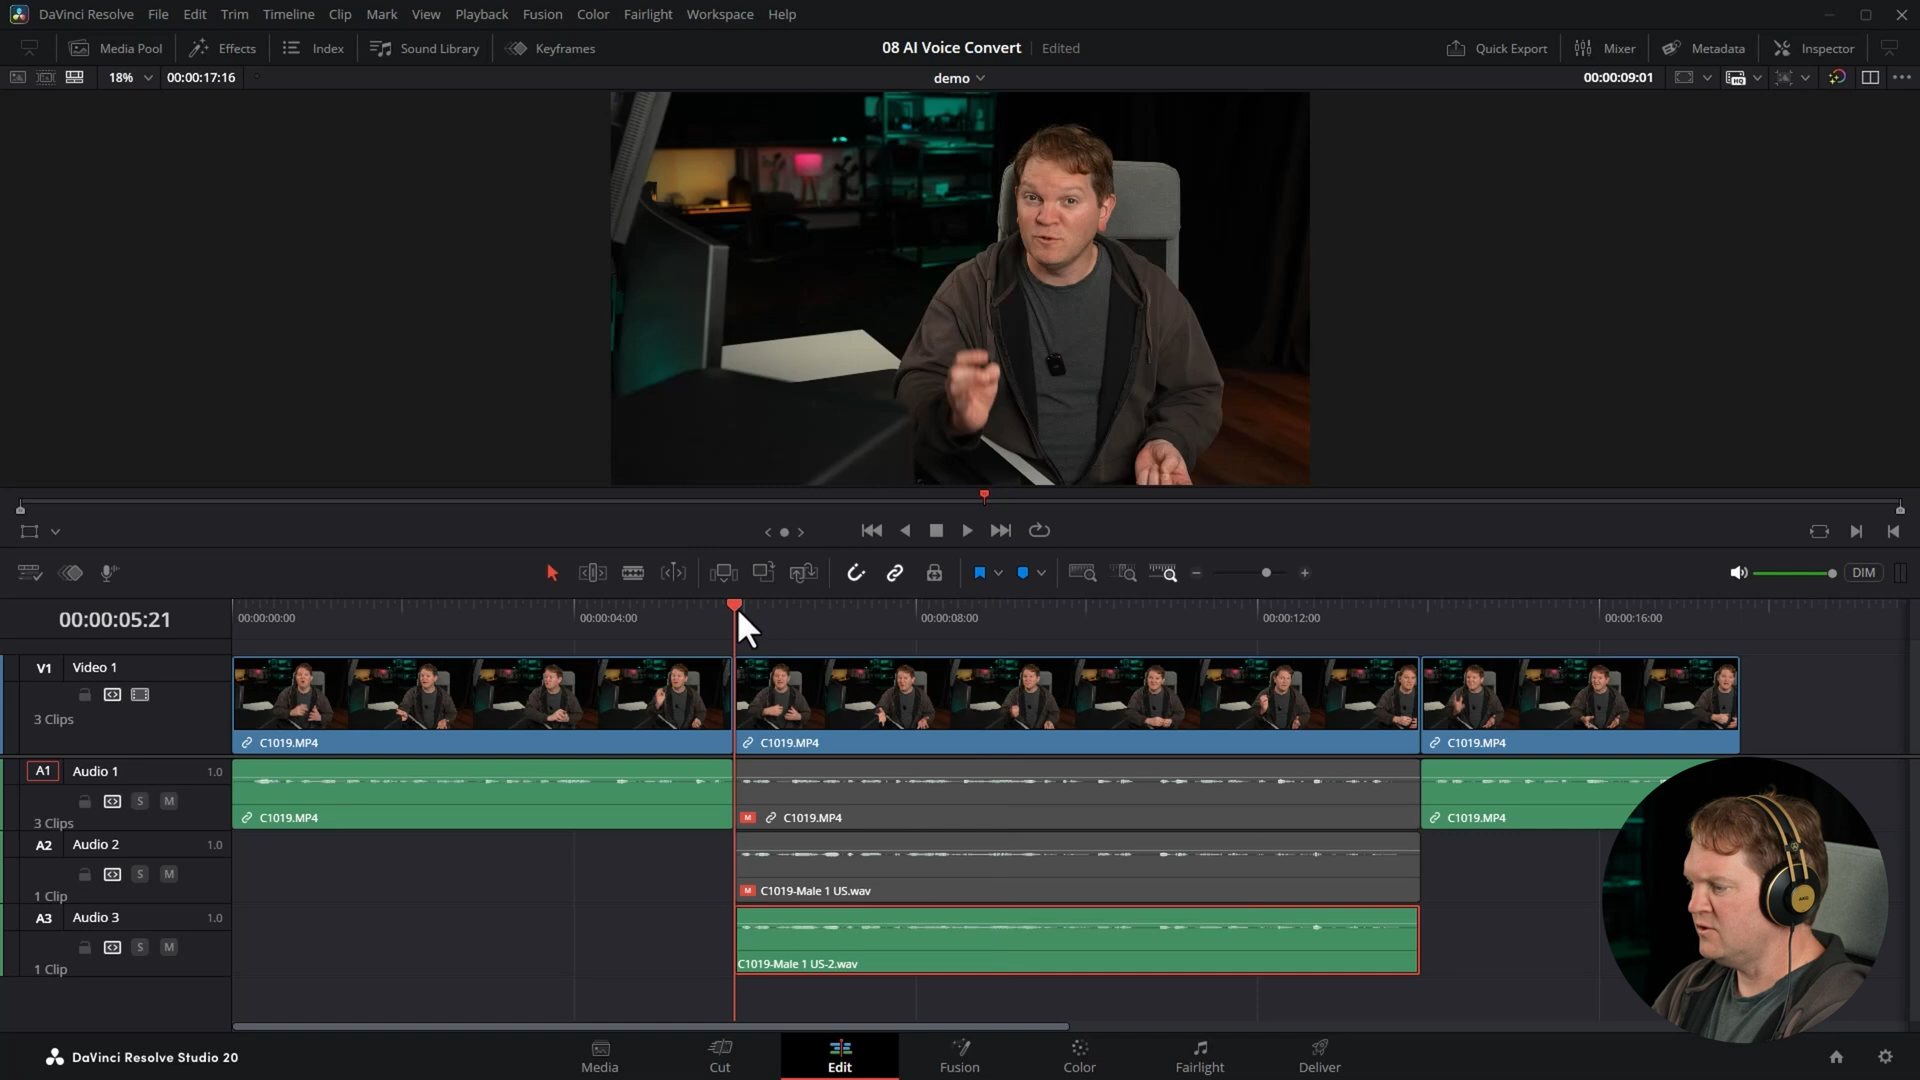 DaVinci Resolve File Edit Trim Timeline Clip Mark View Playback Fusion Color Fairlight Workspace Help
Media Pool Effects Index Sound Library Keyframes 08 AI Voice Convert Edited Quick Export Mixer Metadata Inspector
18% 00:00:17:16 demo 00:00:09:01
DIM
00:00:05:21 00:00:00:00 00:00:04:00 00:00:08:00 00:00:12:00 00:00:16:00
V1 Video 1
3 Clips
C1019.MP4 C1019.MP4 C1019.MP4
A1 Audio 1 1.0
S M
3 Clips
C1019.MP4 M C1019.MP4 C1019.MP4
A2 Audio 2 1.0
S M
1 Clip
M C1019-Male 1 US.wav
A3 Audio 3 1.0
S M
1 Clip
C1019-Male 1 US-2.wav
DaVinci Resolve Studio 20
Media Cut Edit Fusion Color Fairlight Deliver